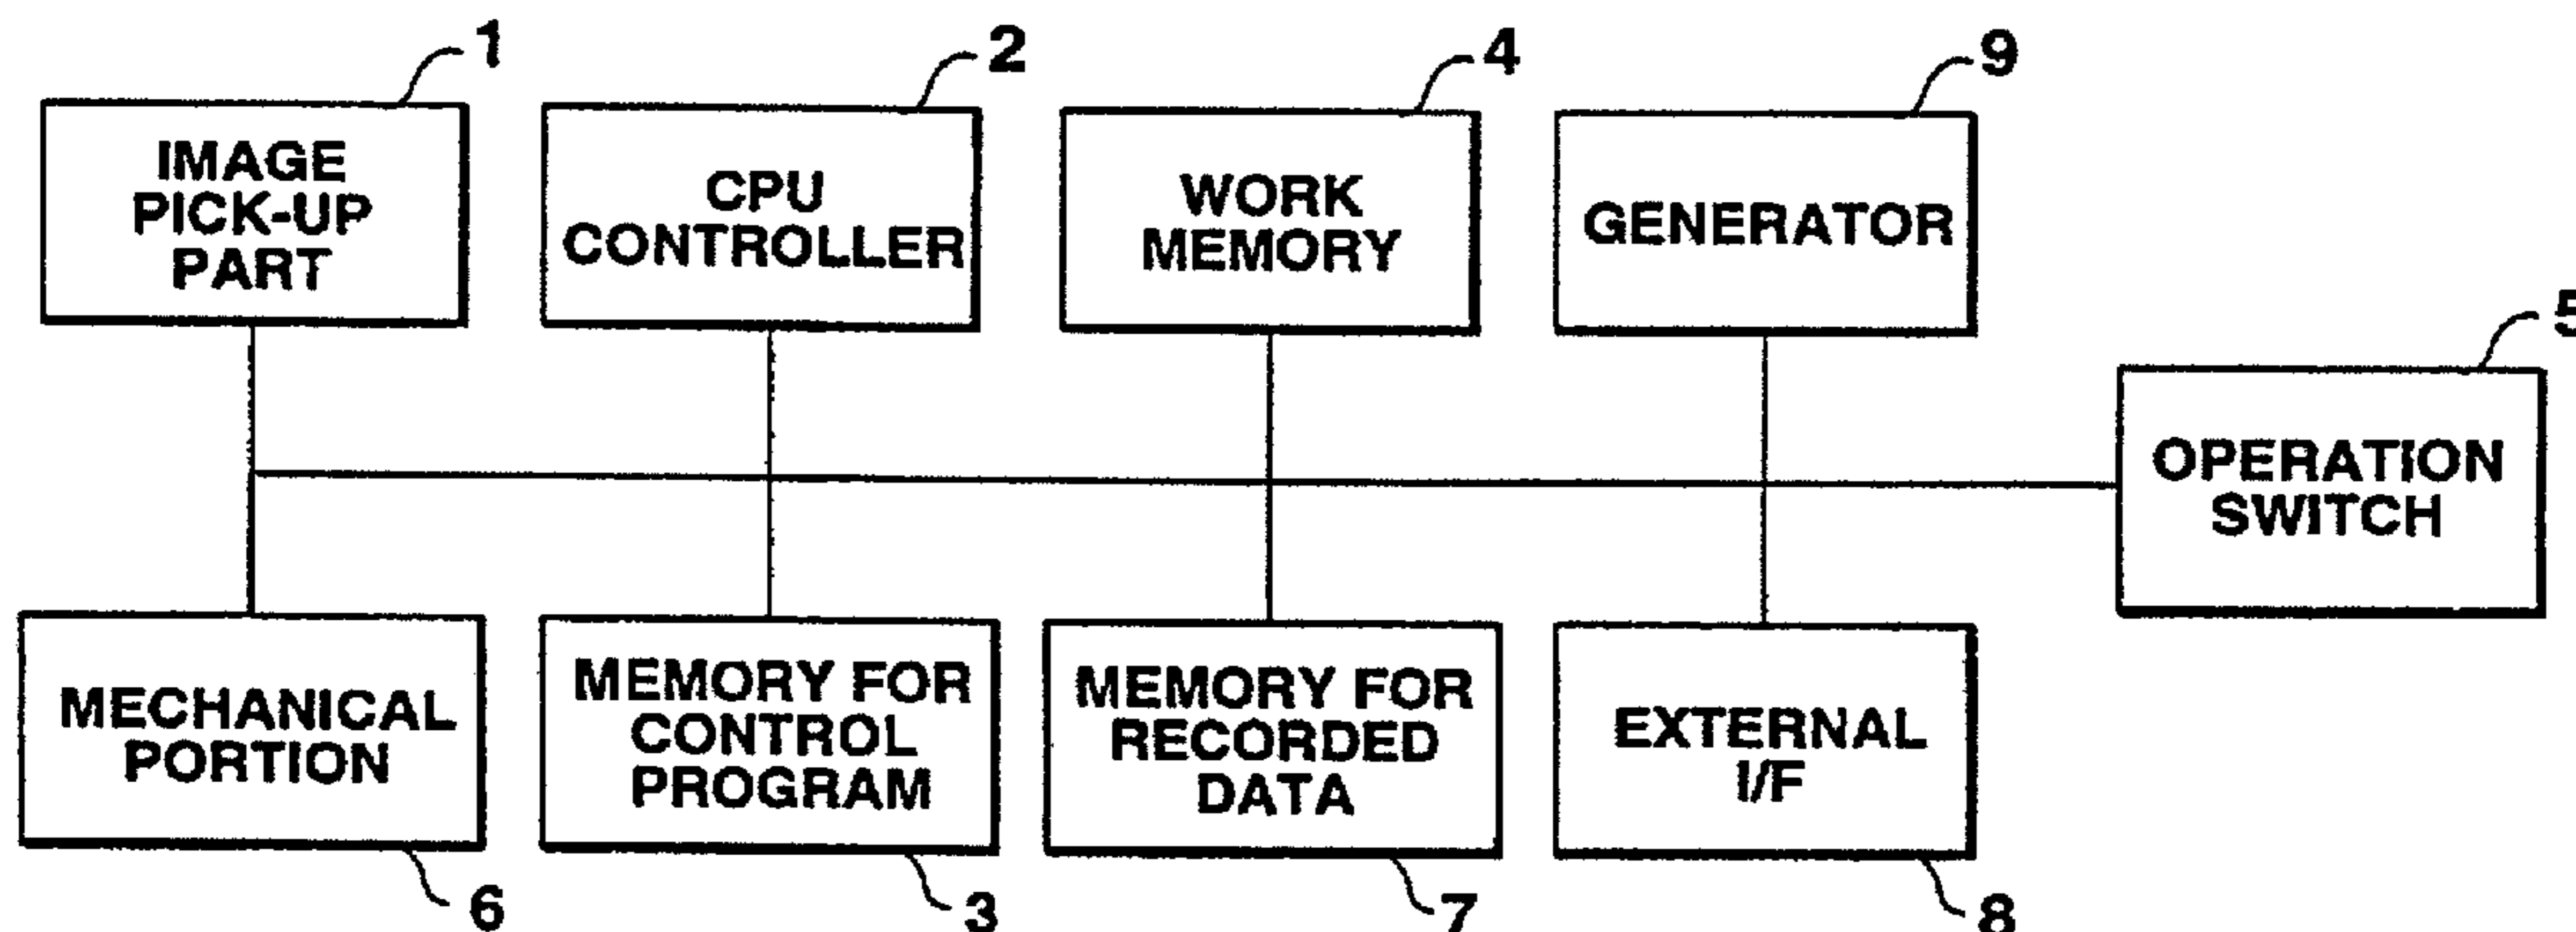 1
2
4
9
IMAGE
PICK-UP
PART
CPU
CONTROLLER
WORK
MEMORY
GENERATOR
5
OPERATION
SWITCH
MECHANICAL
PORTION
MEMORY FOR
CONTROL
PROGRAM
MEMORY FOR
RECORDED
DATA
EXTERNAL
I/F
6
3
7
8